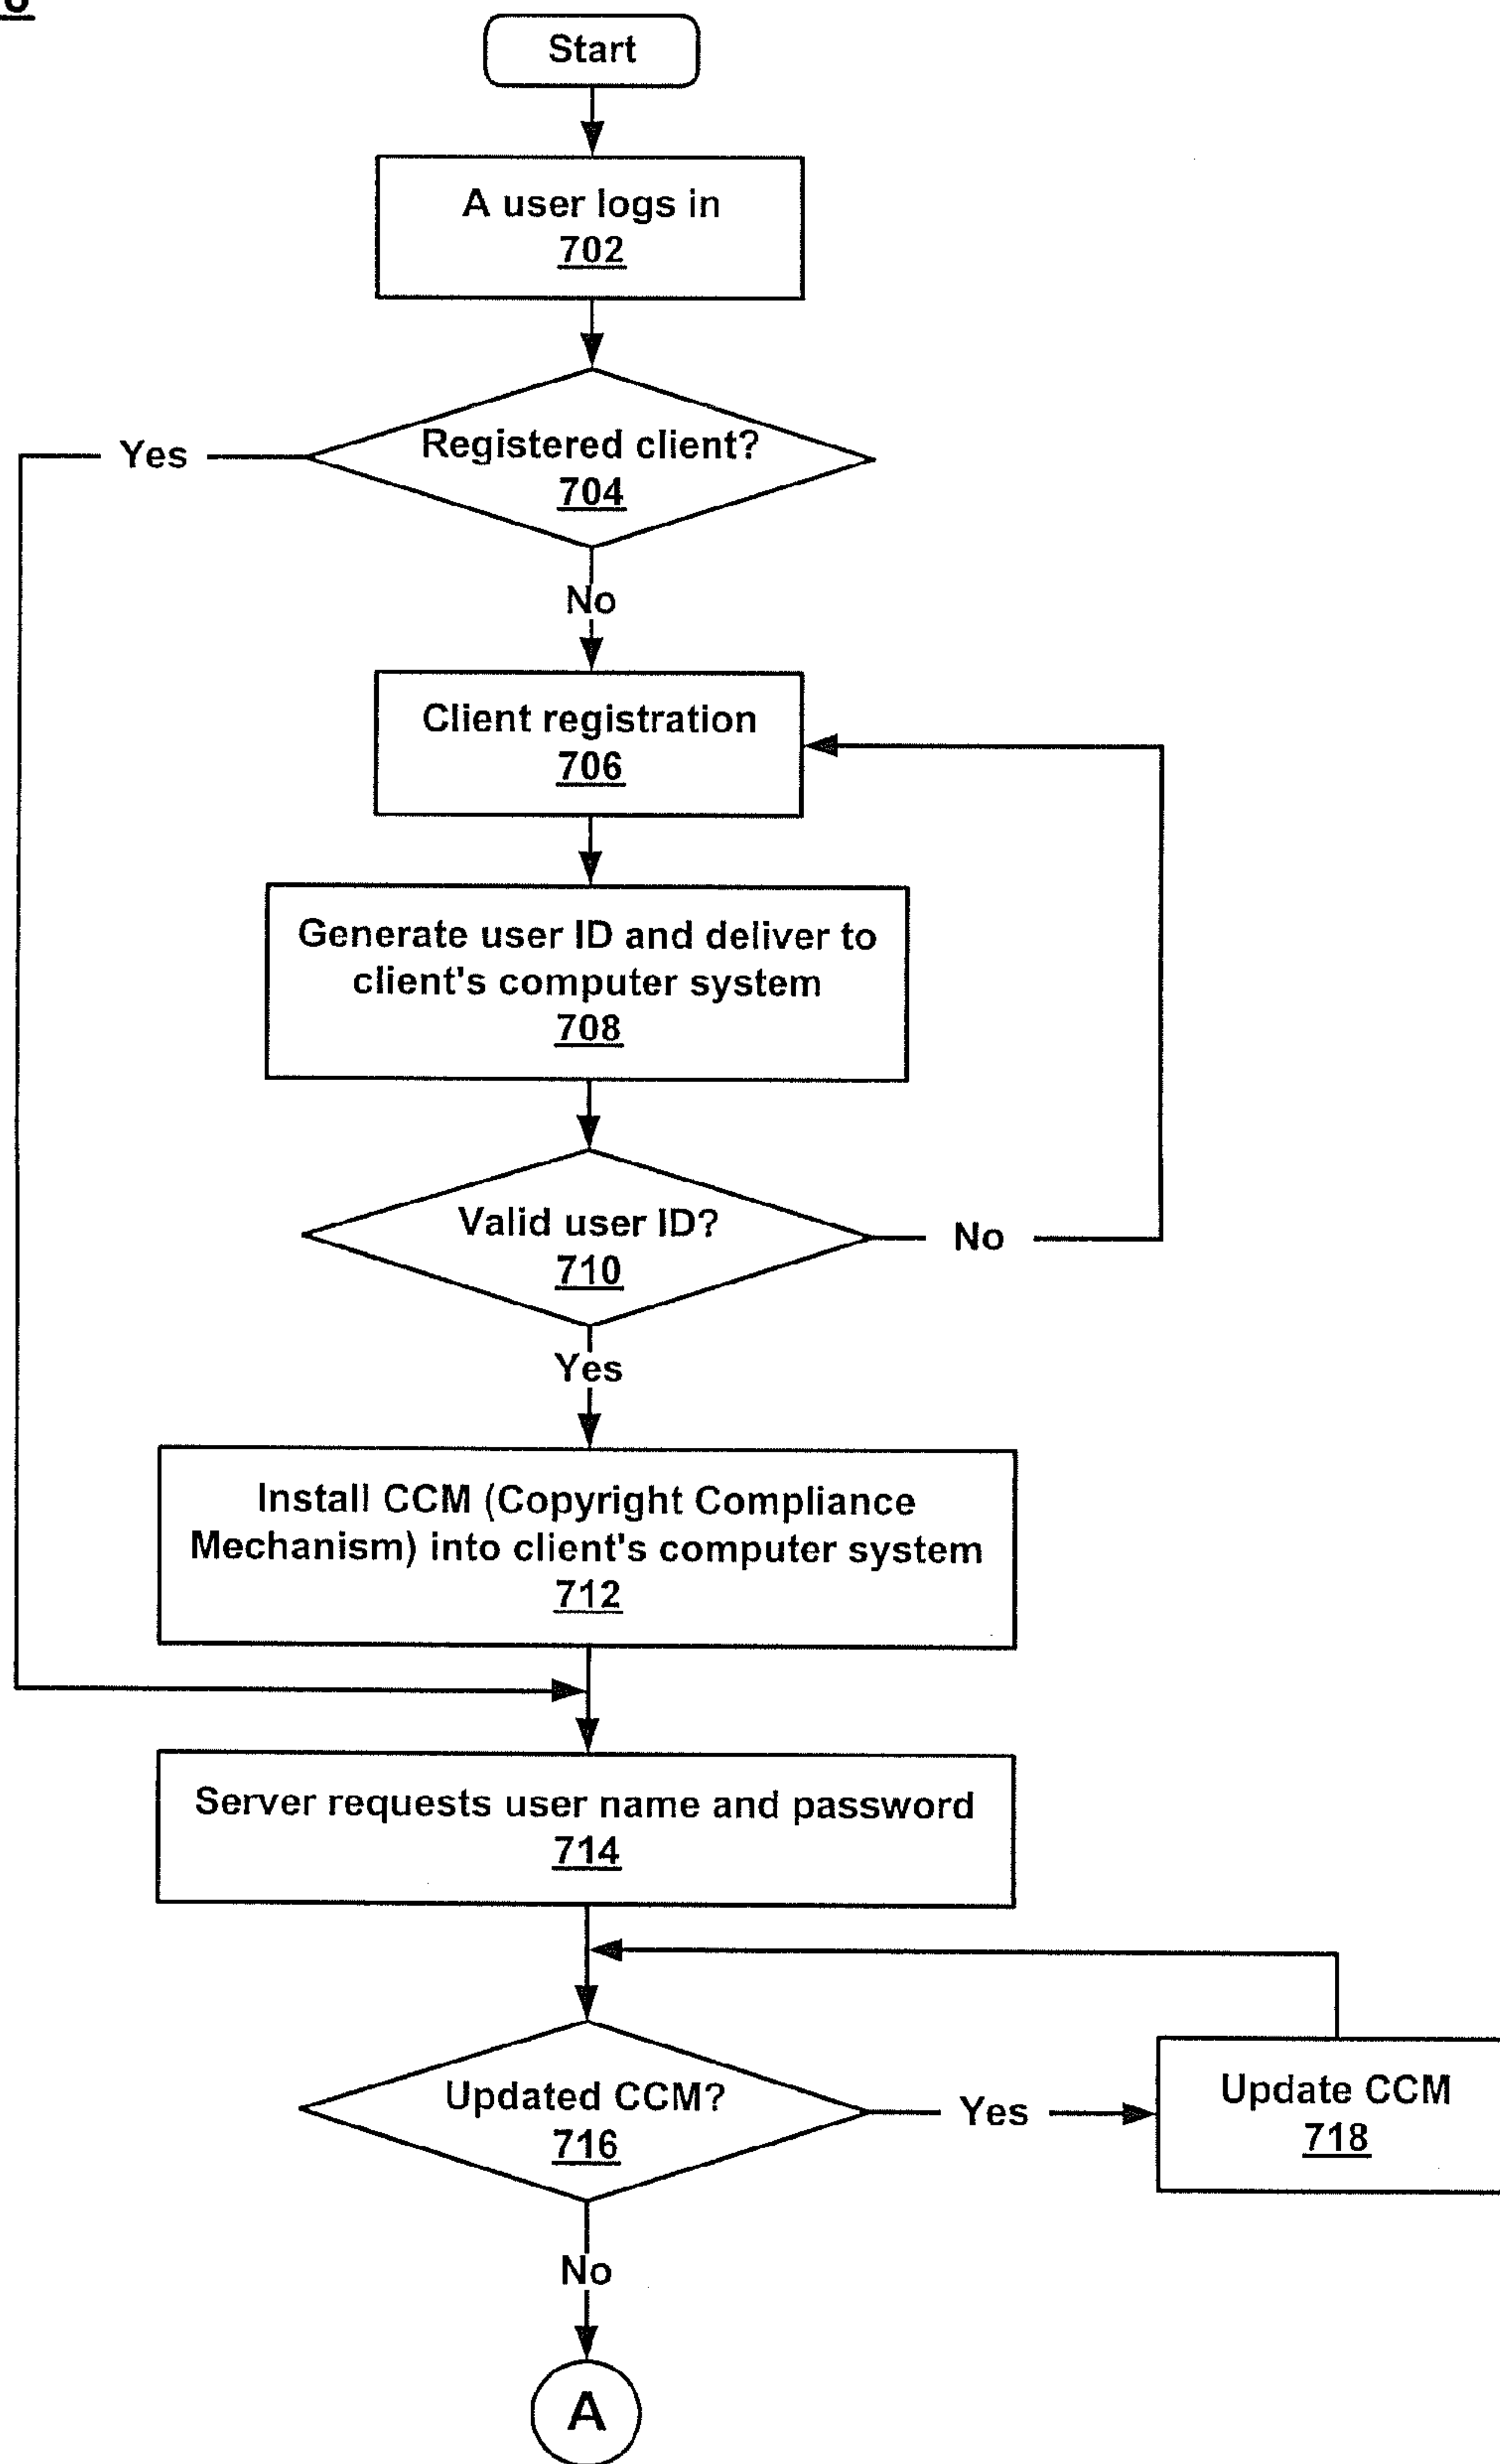 Start
A user logs in
702
Registered client?
704
Yes
No
Client registration
706
Generate user ID and deliver to
client's computer system
708
Valid user ID?
710
No
Yes
Install CCM (Copyright Compliance
Mechanism) into client's computer system
712
Server requests user name and password
714
Updated CCM?
716
Yes
Update CCM
718
No
A